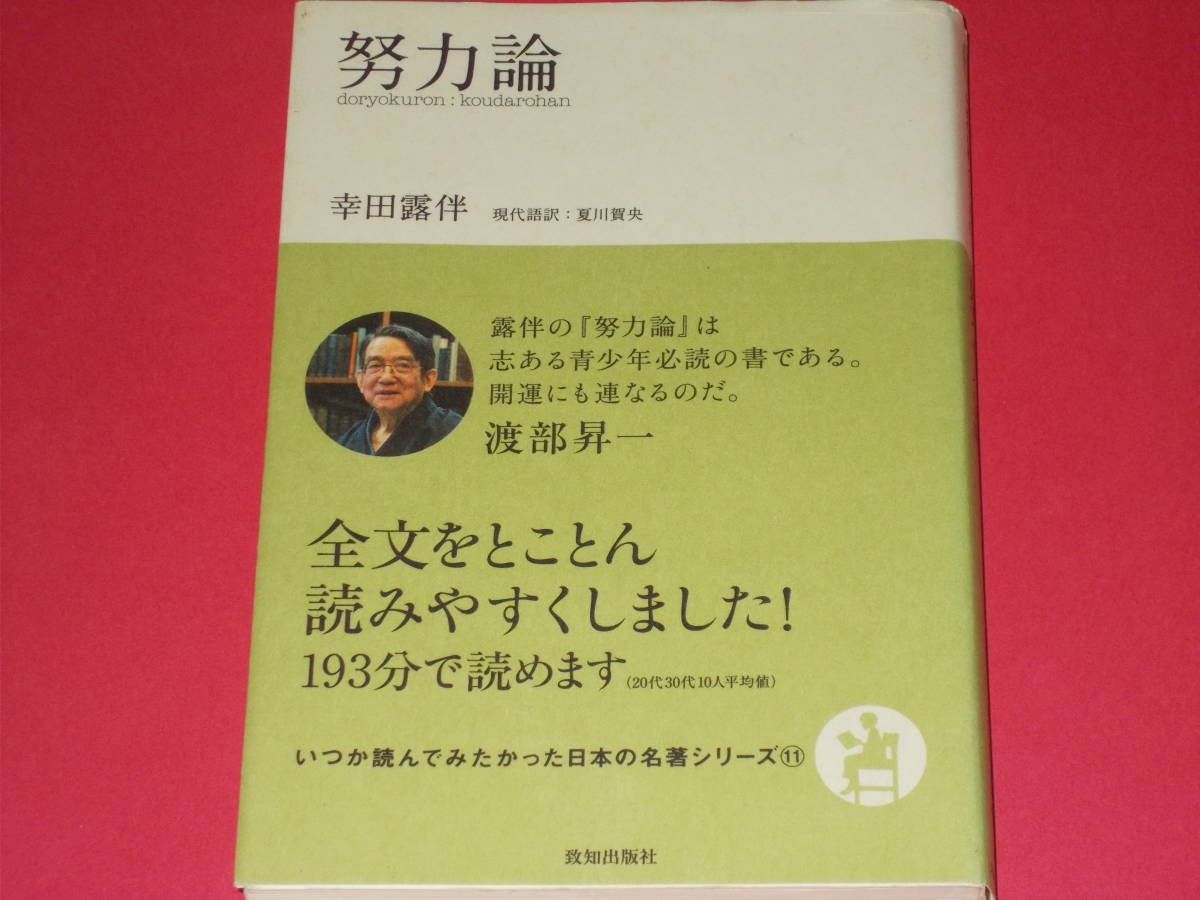 努力論
doryokuron : koudarohan
幸田露伴 現代語訳：夏川賀央
露伴の『努力論』は
志ある青少年必読の書である。
開運にも連なるのだ。
渡部昇一
全文をとことん
読みやすくしました!
193分で読めます(20代30代10人平均値)
いつか読んでみたかった日本の名著シリーズ⑪
致知出版社